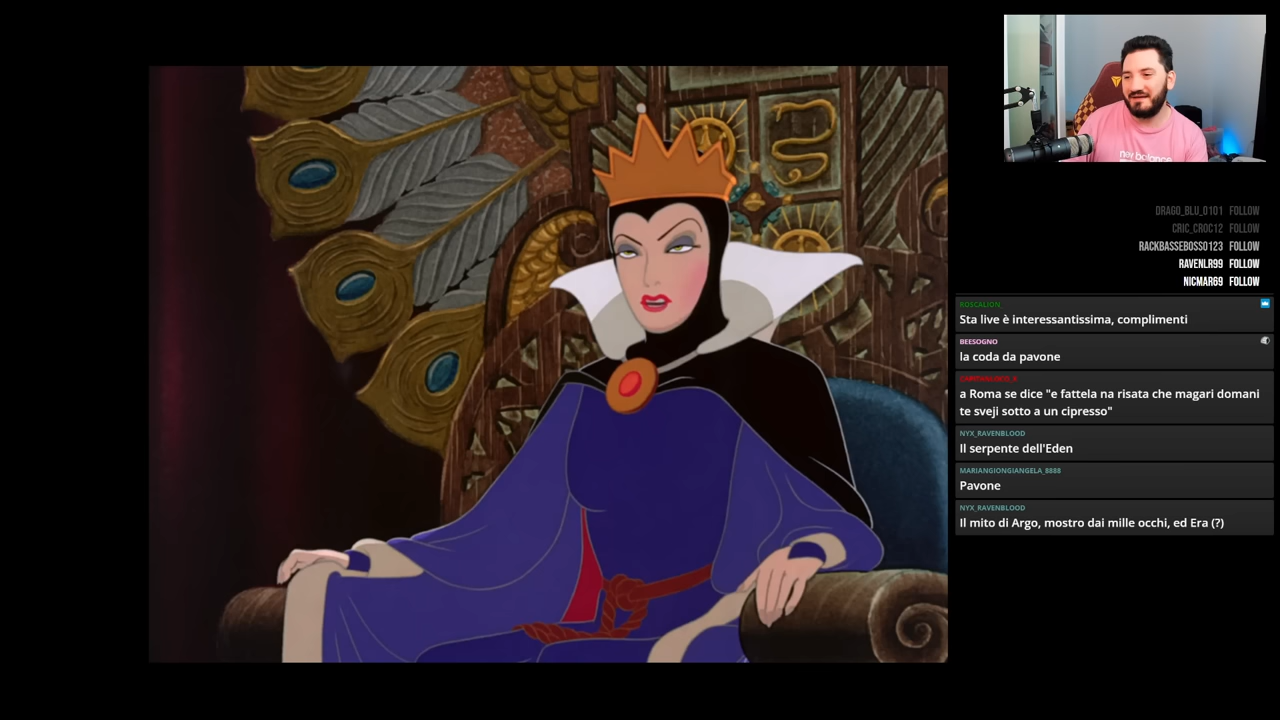 new balance
DRAGO_BLU_0101 FOLLOW
CRIC_CROC12 FOLLOW
RACKBASSEBOSSO123 FOLLOW
RAVENLR99 FOLLOW
NICMAR69 FOLLOW
ROSCALION
Sta live è interessantissima, complimenti
BEESOGNO
la coda da pavone
a Roma se dice "e fattela na risata che magari domani
te sveji sotto a un cipresso"
NYX_RAVENBLOOD
Il serpente dell'Eden
MARIANGIONGIANGELA_8888
Pavone
NYX_RAVENBLOOD
Il mito di Argo, mostro dai mille occhi, ed Era (?)